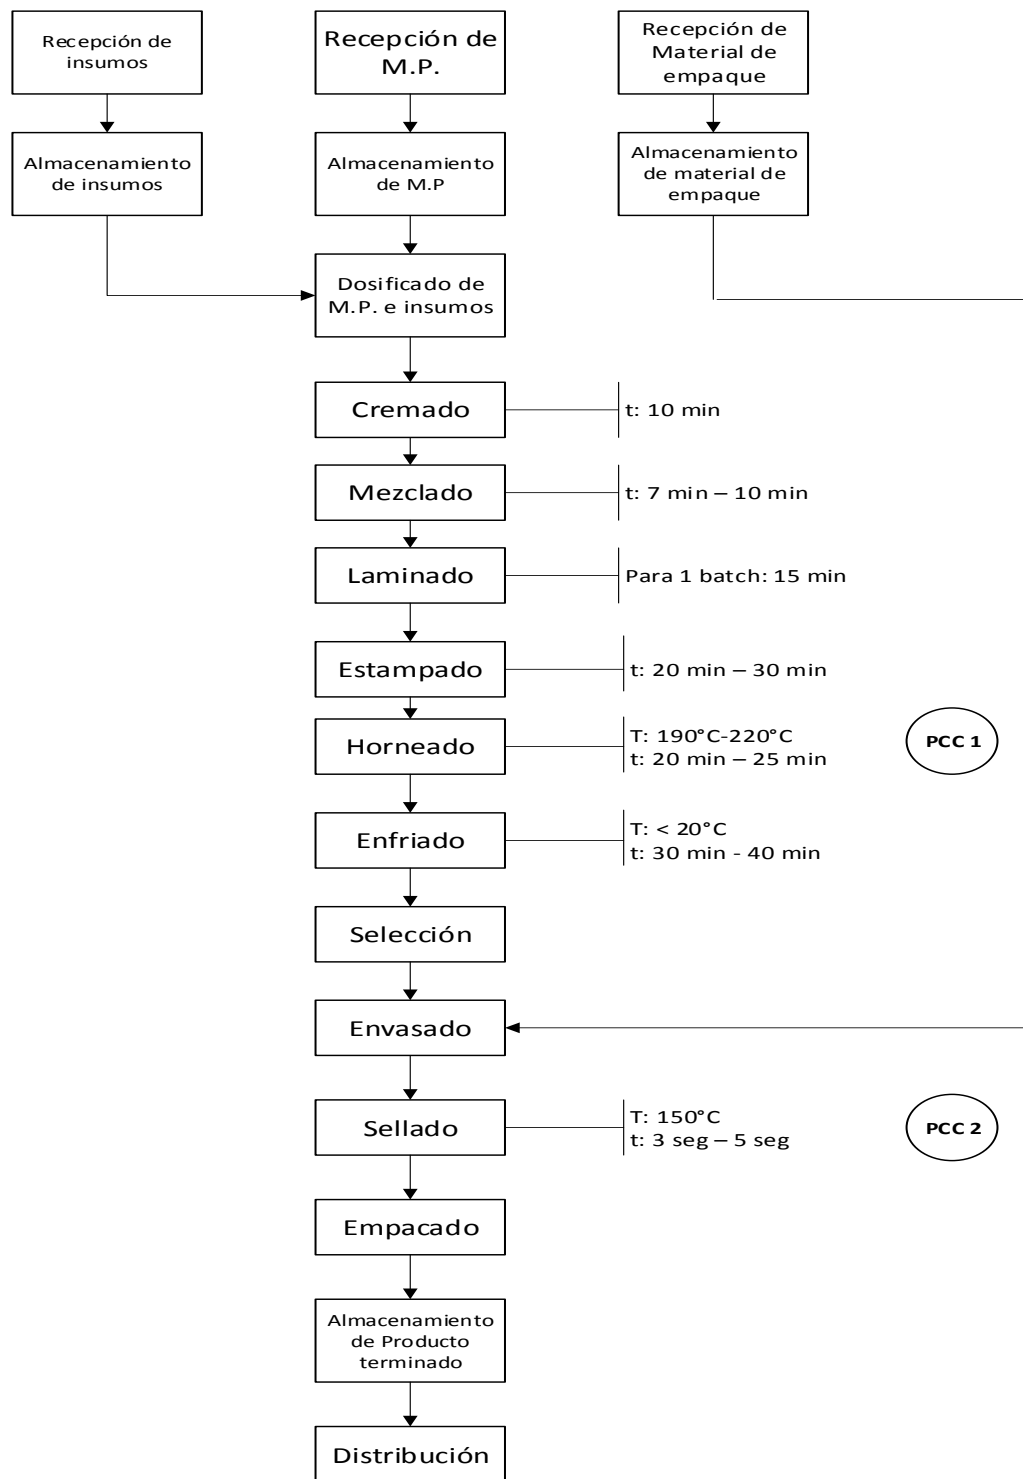 Recepción de
insumos
Recepción de
M.P.
Recepción de
Material de
empaque
Almacenamiento
de insumos
Almacenamiento
de M.P
Almacenamiento
de material de
empaque
Dosificado de
M.P. e insumos
Cremado
t: 10 min
Mezclado
t: 7 min – 10 min
Laminado
Para 1 batch: 15 min
Estampado
t: 20 min – 30 min
Horneado
T: 190°C-220°C
t: 20 min – 25 min
PCC 1
Enfriado
T: < 20°C
t: 30 min - 40 min
Selección
Envasado
Sellado
T: 150°C
t: 3 seg – 5 seg
PCC 2
Empacado
Almacenamiento
de Producto
terminado
Distribución